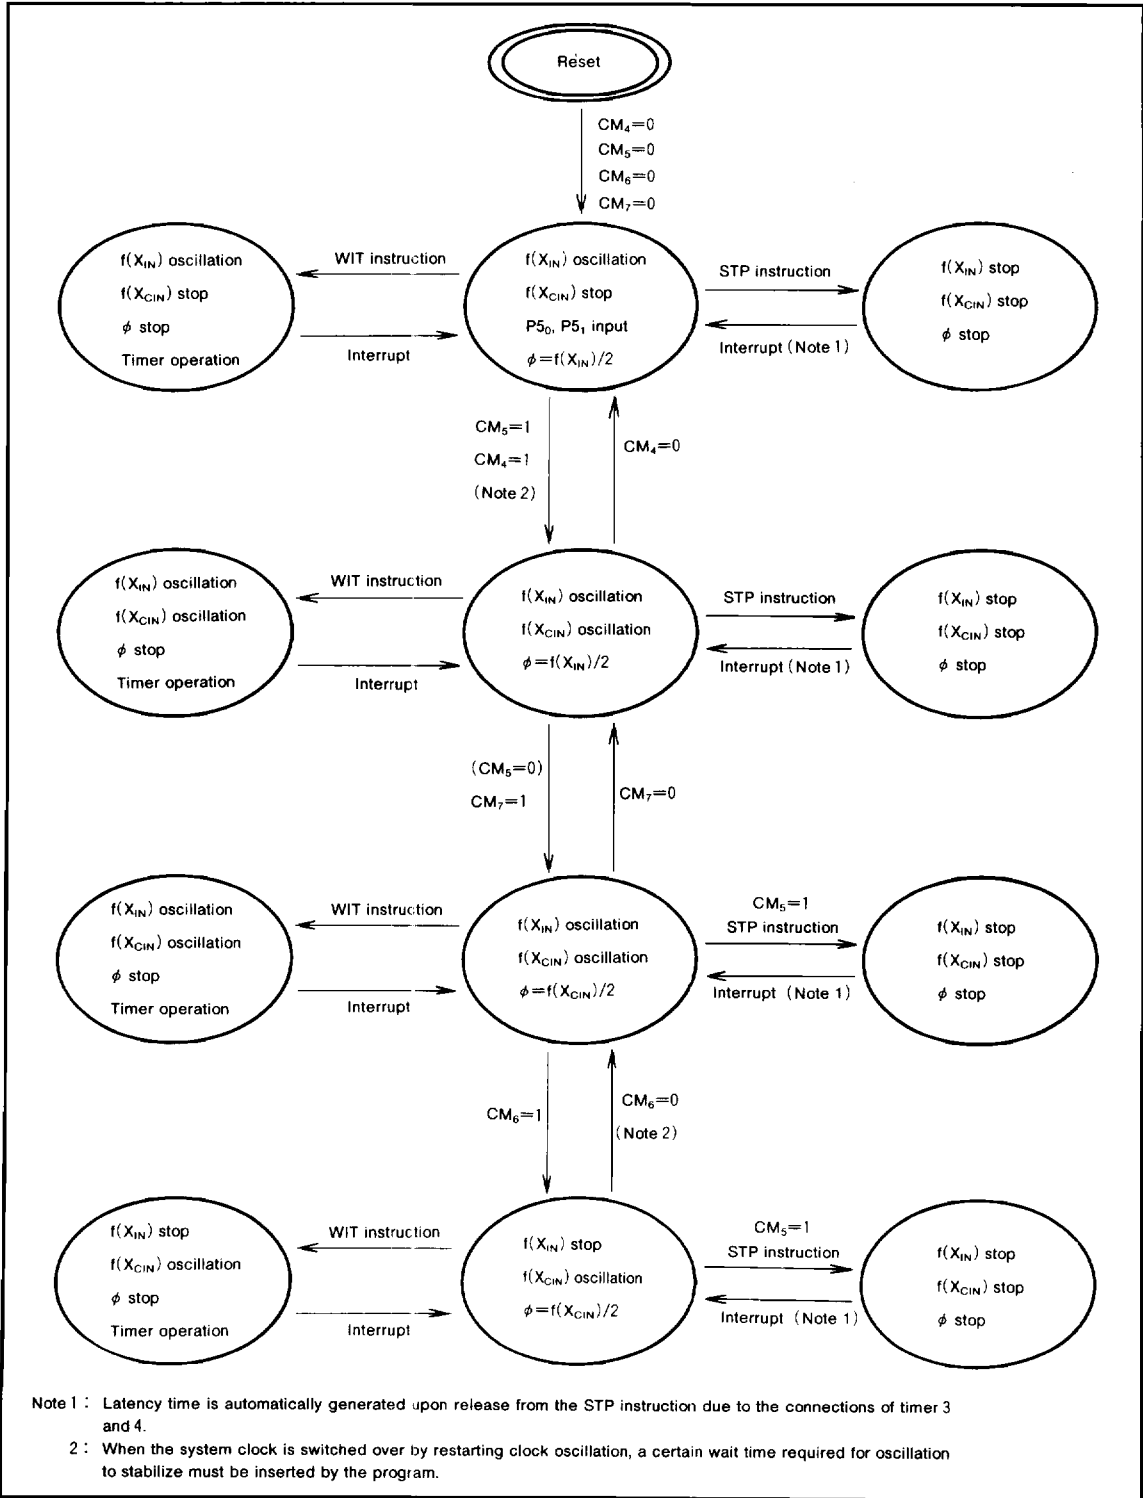 Reset
CM₄=0
CM₅=0
CM₆=0
CM₇=0
f(X_IN) oscillation
f(X_CIN) stop
φ stop
Timer operation
WIT instruction
Interrupt
f(X_IN) oscillation
f(X_CIN) stop
P5₀, P5₁ input
φ=f(X_IN)/2
STP instruction
Interrupt (Note 1)
f(X_IN) stop
f(X_CIN) stop
φ stop
CM₅=1
CM₄=1
(Note 2)
CM₄=0
f(X_IN) oscillation
f(X_CIN) oscillation
φ stop
Timer operation
WIT instruction
Interrupt
f(X_IN) oscillation
f(X_CIN) oscillation
φ=f(X_IN)/2
STP instruction
Interrupt (Note 1)
f(X_IN) stop
f(X_CIN) stop
φ stop
(CM₅=0)
CM₇=1
CM₇=0
f(X_IN) oscillation
f(X_CIN) oscillation
φ stop
Timer operation
WIT instruction
Interrupt
f(X_IN) oscillation
f(X_CIN) oscillation
φ=f(X_CIN)/2
CM₅=1
STP instruction
Interrupt (Note 1)
f(X_IN) stop
f(X_CIN) stop
φ stop
CM₆=1
CM₆=0
(Note 2)
f(X_IN) stop
f(X_CIN) oscillation
φ stop
Timer operation
WIT instruction
Interrupt
f(X_IN) stop
f(X_CIN) oscillation
φ=f(X_CIN)/2
CM₅=1
STP instruction
Interrupt (Note 1)
f(X_IN) stop
f(X_CIN) stop
φ stop
Note 1 : Latency time is automatically generated upon release from the STP instruction due to the connections of timer 3
and 4.
2 : When the system clock is switched over by restarting clock oscillation, a certain wait time required for oscillation
to stabilize must be inserted by the program.